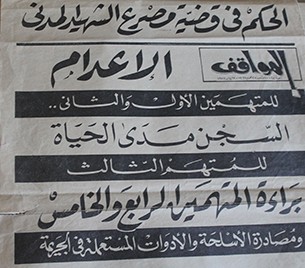 الحكم في قضية مصرع الشهيد المدني
المواقف
الإعدام
للمتهمين الأول والثاني ..
السجن مدى الحياة
للمتهم الثالث
براءة المتهمين الرابع والخامس
ومصادرة الأسلحة والأدوات المستعملة في الجريمة